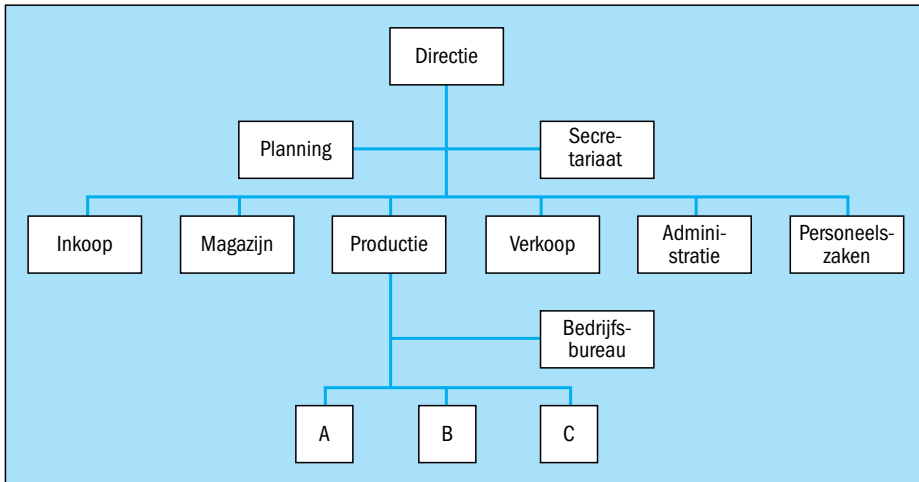 Directie
Planning
Secre-
tariaat
Inkoop
Magazijn
Productie
Verkoop
Admini-
stratie
Personeels-
zaken
Bedrijfs-
bureau
A
B
C